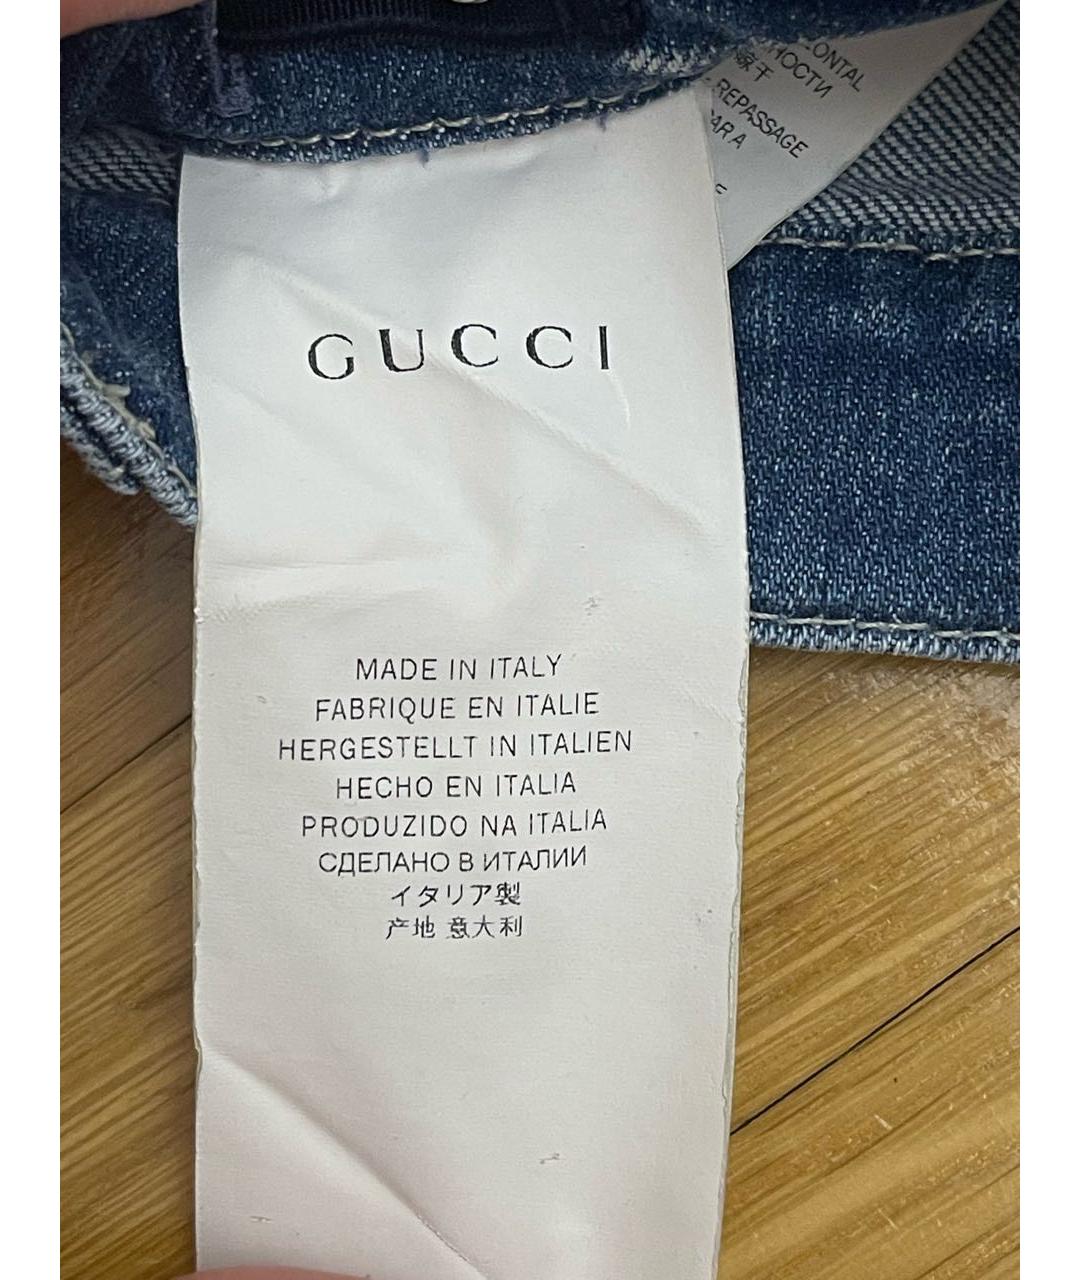 GUCCI
MADE IN ITALY
FABRIQUE EN ITALIE
HERGESTELLT IN ITALIEN
HECHO EN ITALIA
PRODUZIDO NA ITALIA
СДЕЛАНО В ИТАЛИИ
イタリア製
产地 意大利
REPASSAGE